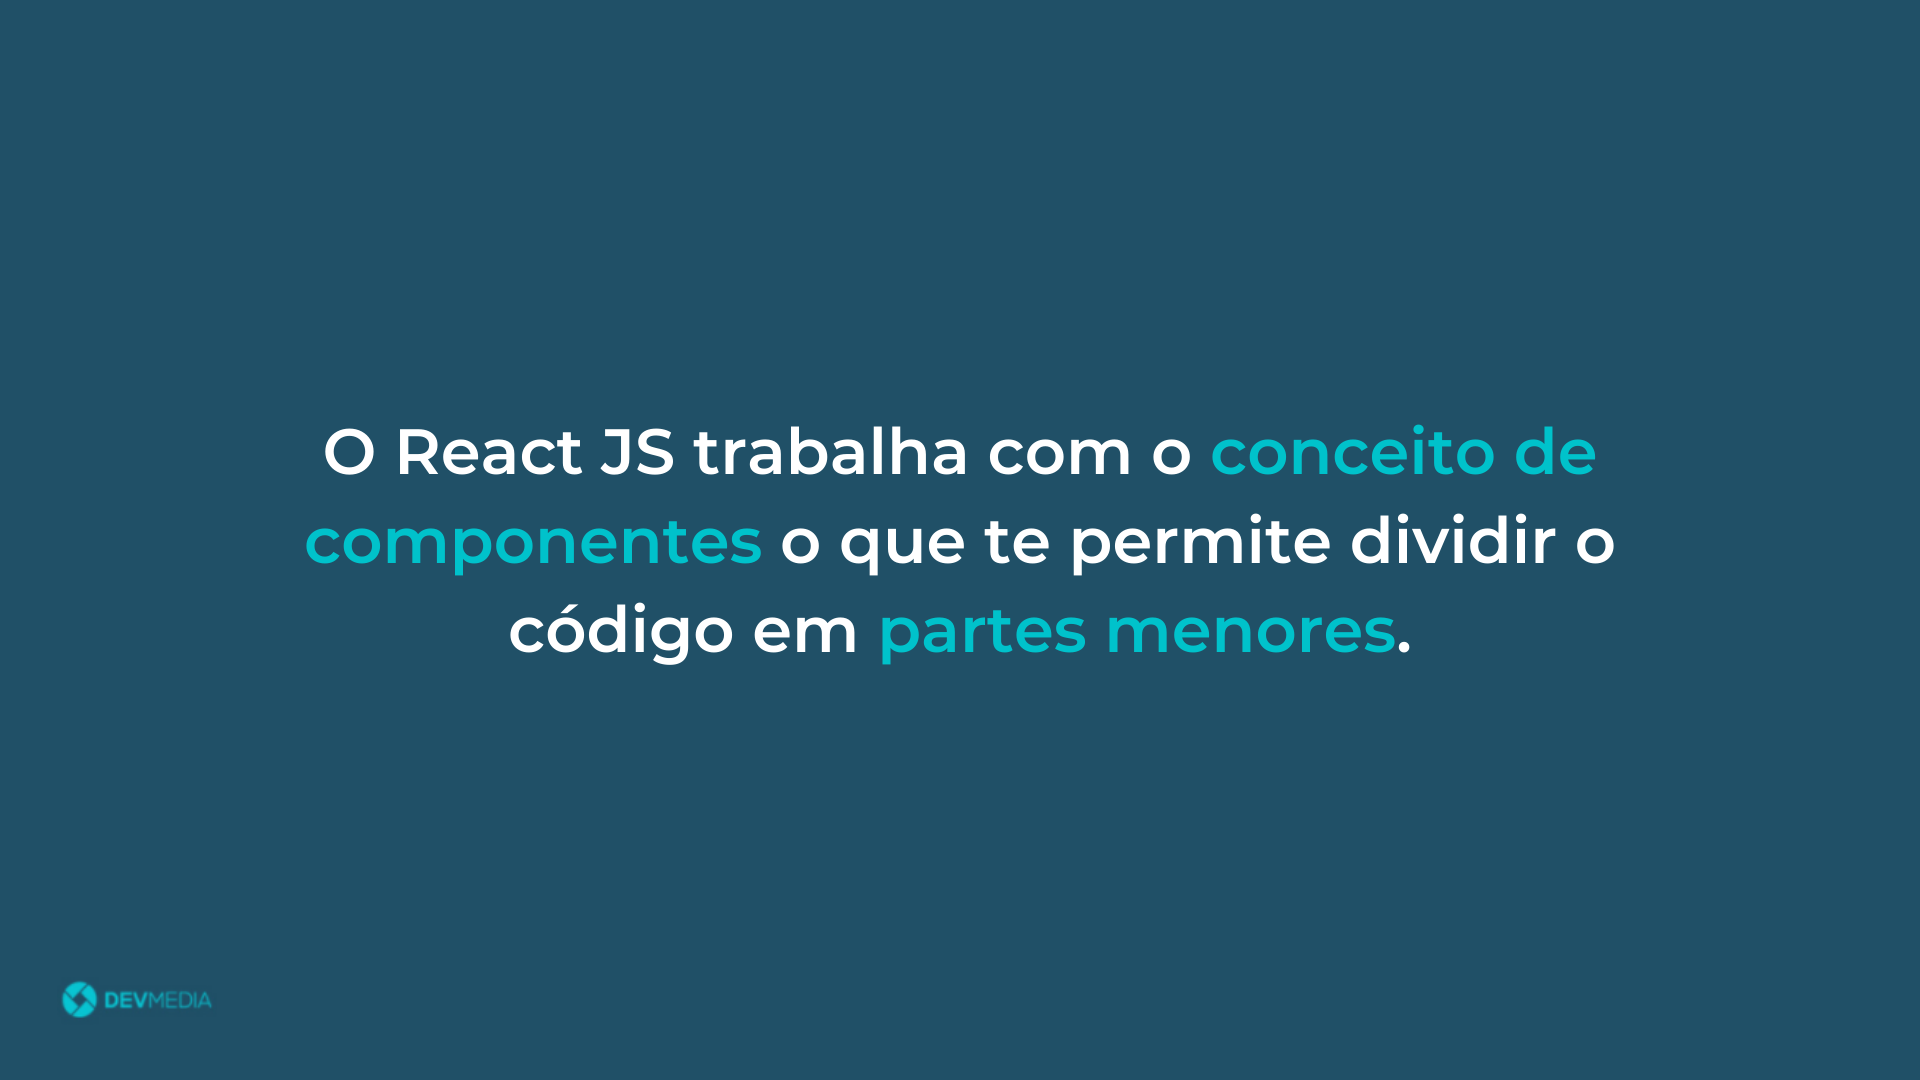 O React JS trabalha com o conceito de
componentes o que te permite dividir o
código em partes menores.
DEVMEDIA